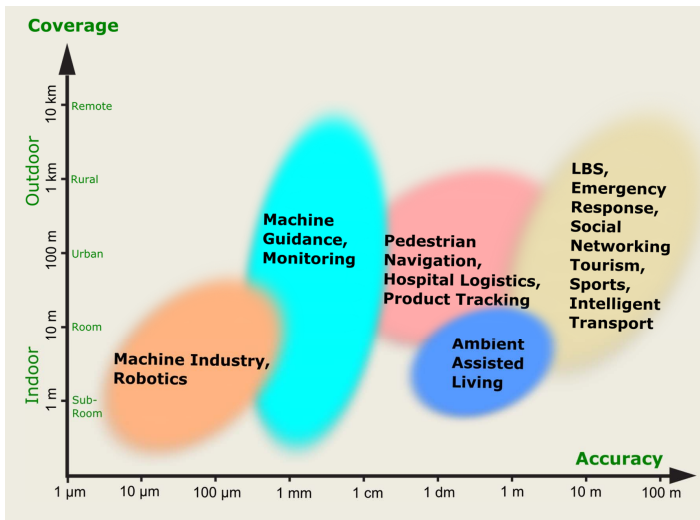 Coverage
10 km
Remote
Outdoor
1 km
Rural
100 m
Urban
10 m
Room
Indoor
1 m
Sub-
Room
Machine
Guidance,
Monitoring
Machine Industry,
Robotics
Pedestrian
Navigation,
Hospital Logistics,
Product Tracking
Ambient
Assisted
Living
LBS,
Emergency
Response,
Social
Networking
Tourism,
Sports,
Intelligent
Transport
Accuracy
1 µm
10 µm
100 µm
1 mm
1 cm
1 dm
1 m
10 m
100 m